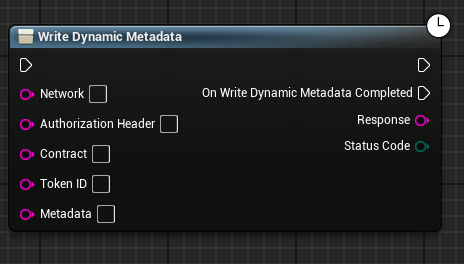 Write Dynamic Metadata
Network
On Write Dynamic Metadata Completed
Authorization Header
Response
Contract
Status Code
Token ID
Metadata